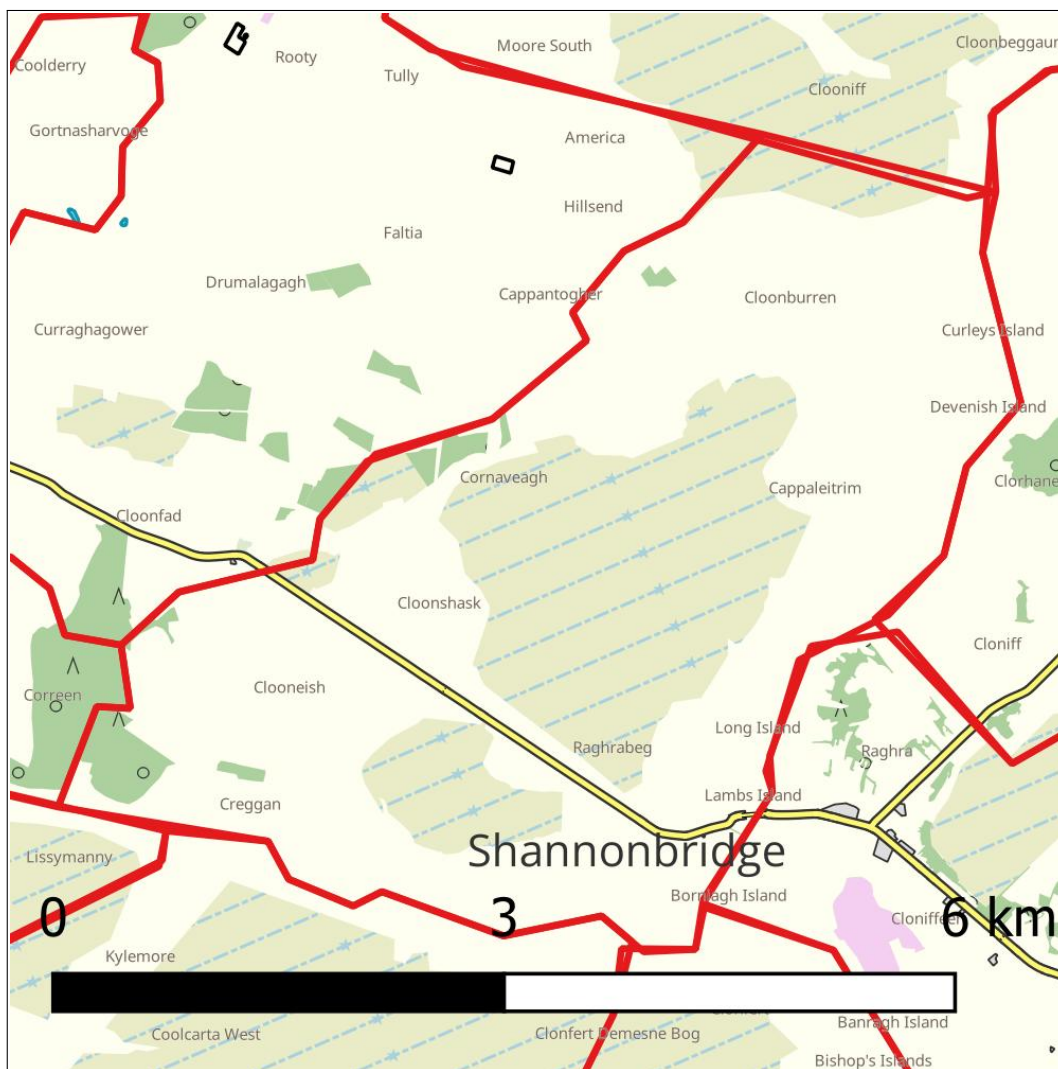 Moore South
Cloonbeggaun
Rooty
Coolderry
Tully
Clooniff
Gortnasharvoge
America
Hillsend
Faltia
Drumalagagh
Cappantogher
Cloonburren
Curraghagower
Curleys Island
Devenish Island
Cornaveagh
Clorhane
Cappaleitrim
Cloonfad
Cloonshask
Cloniff
Clooneish
Correen
Long Island
Raghrabeg
Raghra
Lambs Island
Creggan
Shannonbridge
Lissymanny
Bornlagh Island
Cloniffeen
0 3 6 km
Kylemore
Banragh Island
Coolcarta West
Clonfert Demesne Bog
Bishop's Islands